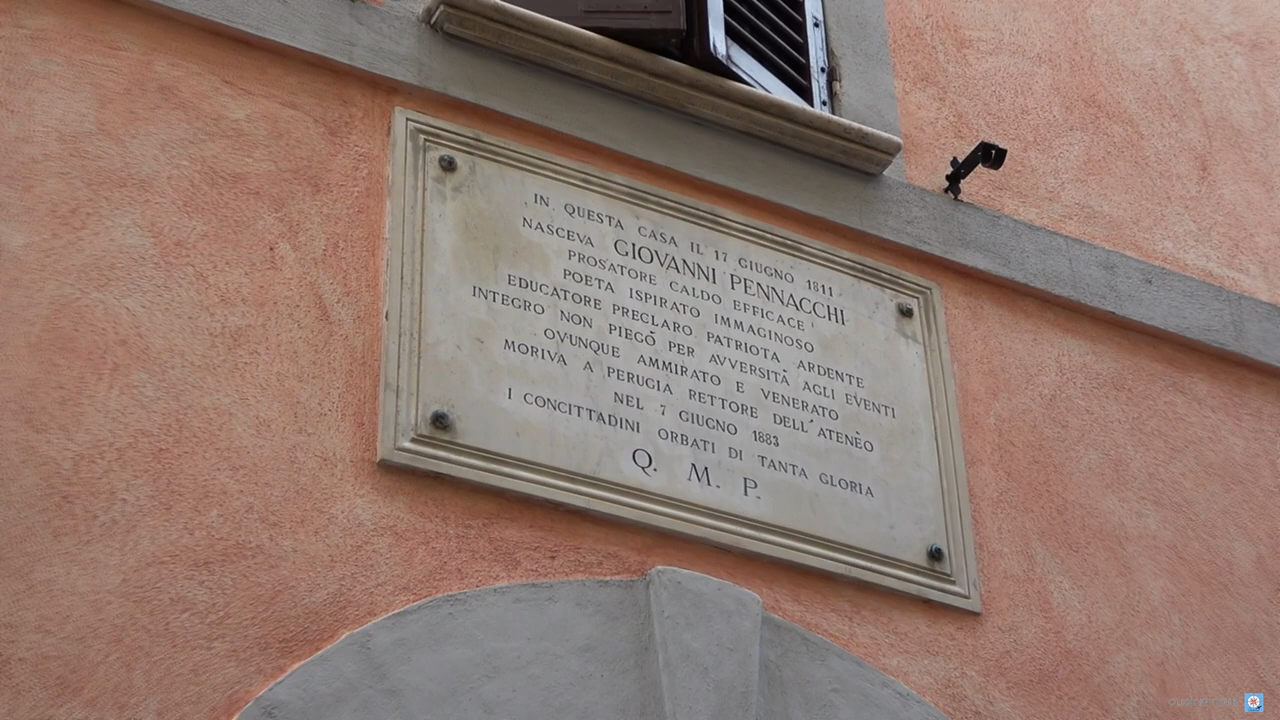 IN QUESTA CASA IL 17 GIUGNO 1811
NASCEVA GIOVANNI PENNACCHI
PROSATORE CALDO EFFICACE
POETA ISPIRATO IMMAGINOSO
EDUCATORE PRECLARO PATRIOTA ARDENTE
INTEGRO NON PIEGÒ PER AVVERSITÀ AGLI EVENTI
OVUNQUE AMMIRATO E VENERATO
MORIVA A PERUGIA RETTORE DELL'ATENEO
NEL 7 GIUGNO 1883
I CONCITTADINI ORBATI DI TANTA GLORIA
Q. M. P.